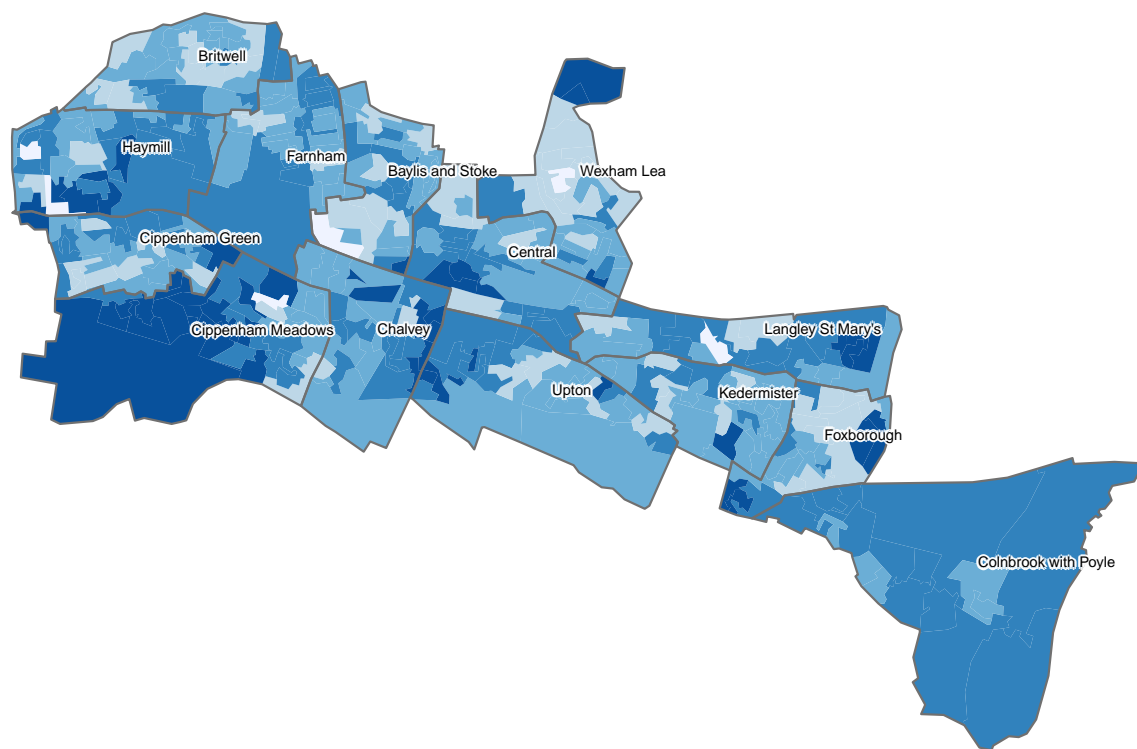 Britwell
Haymill
Farnham
Baylis and Stoke
Wexham Lea
Cippenham Green
Central
Cippenham Meadows
Chalvey
Langley St Mary's
Upton
Kedermister
Foxborough
Colnbrook with Poyle